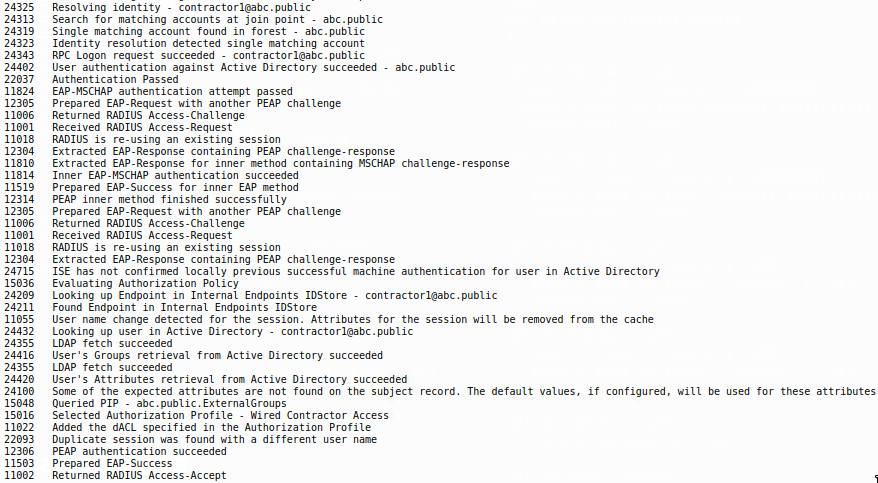 24325 Resolving identity - contractor1@abc.public
24313 Search for matching accounts at join point - abc.public
24319 Single matching account found in forest - abc.public
24323 Identity resolution detected single matching account
24343 RPC Logon request succeeded - contractor1@abc.public
24402 User authentication against Active Directory succeeded - abc.public
22037 Authentication Passed
11824 EAP-MSCHAP authentication attempt passed
12305 Prepared EAP-Request with another PEAP challenge
11006 Returned RADIUS Access-Challenge
11001 Received RADIUS Access-Request
11018 RADIUS is re-using an existing session
12304 Extracted EAP-Response containing PEAP challenge-response
11810 Extracted EAP-Response for inner method containing MSCHAP challenge-response
11814 Inner EAP-MSCHAP authentication succeeded
11519 Prepared EAP-Success for inner EAP method
12314 PEAP inner method finished successfully
12305 Prepared EAP-Request with another PEAP challenge
11006 Returned RADIUS Access-Challenge
11001 Received RADIUS Access-Request
11018 RADIUS is re-using an existing session
12304 Extracted EAP-Response containing PEAP challenge-response
24715 ISE has not confirmed locally previous successful machine authentication for user in Active Directory
15036 Evaluating Authorization Policy
24209 Looking up Endpoint in Internal Endpoints IDStore - contractor1@abc.public
24211 Found Endpoint in Internal Endpoints IDStore
11055 User name change detected for the session. Attributes for the session will be removed from the cache
24432 Looking up user in Active Directory - contractor1@abc.public
24355 LDAP fetch succeeded
24416 User's Groups retrieval from Active Directory succeeded
24355 LDAP fetch succeeded
24420 User's Attributes retrieval from Active Directory succeeded
24100 Some of the expected attributes are not found on the subject record. The default values, if configured, will be used for these attributes
15048 Queried PIP - abc.public.ExternalGroups
15016 Selected Authorization Profile - Wired Contractor Access
11022 Added the dACL specified in the Authorization Profile
22093 Duplicate session was found with a different user name
12306 PEAP authentication succeeded
11503 Prepared EAP-Success
11002 Returned RADIUS Access-Accept